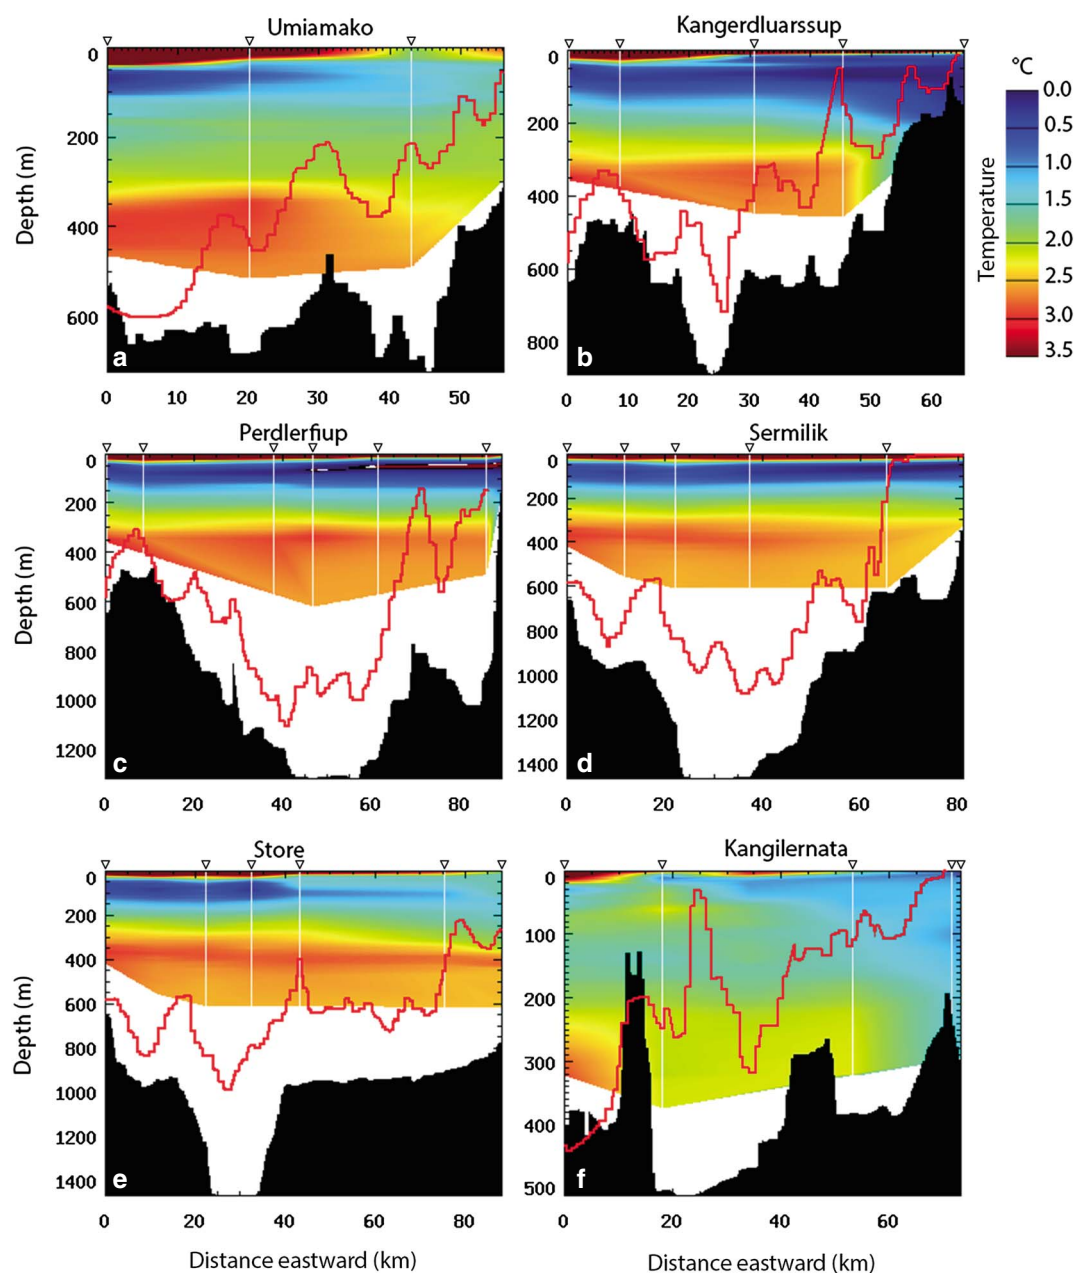 Umiamako
0
200
400
600
Depth (m)
a
0 10 20 30 40 50
Kangerdluarssup
0
200
400
600
800
b
0 10 20 30 40 50 60
°C
0.0
0.5
1.0
1.5
2.0
2.5
3.0
3.5
Temperature
Perdlerfiup
0
200
400
600
800
1000
1200
Depth (m)
c
0 20 40 60 80
Sermilik
0
200
400
600
800
1000
1200
1400
d
0 20 40 60 80
Store
0
200
400
600
800
1000
1200
1400
Depth (m)
e
0 20 40 60 80
Distance eastward (km)
Kangilernata
0
100
200
300
400
500
f
0 20 40 60
Distance eastward (km)